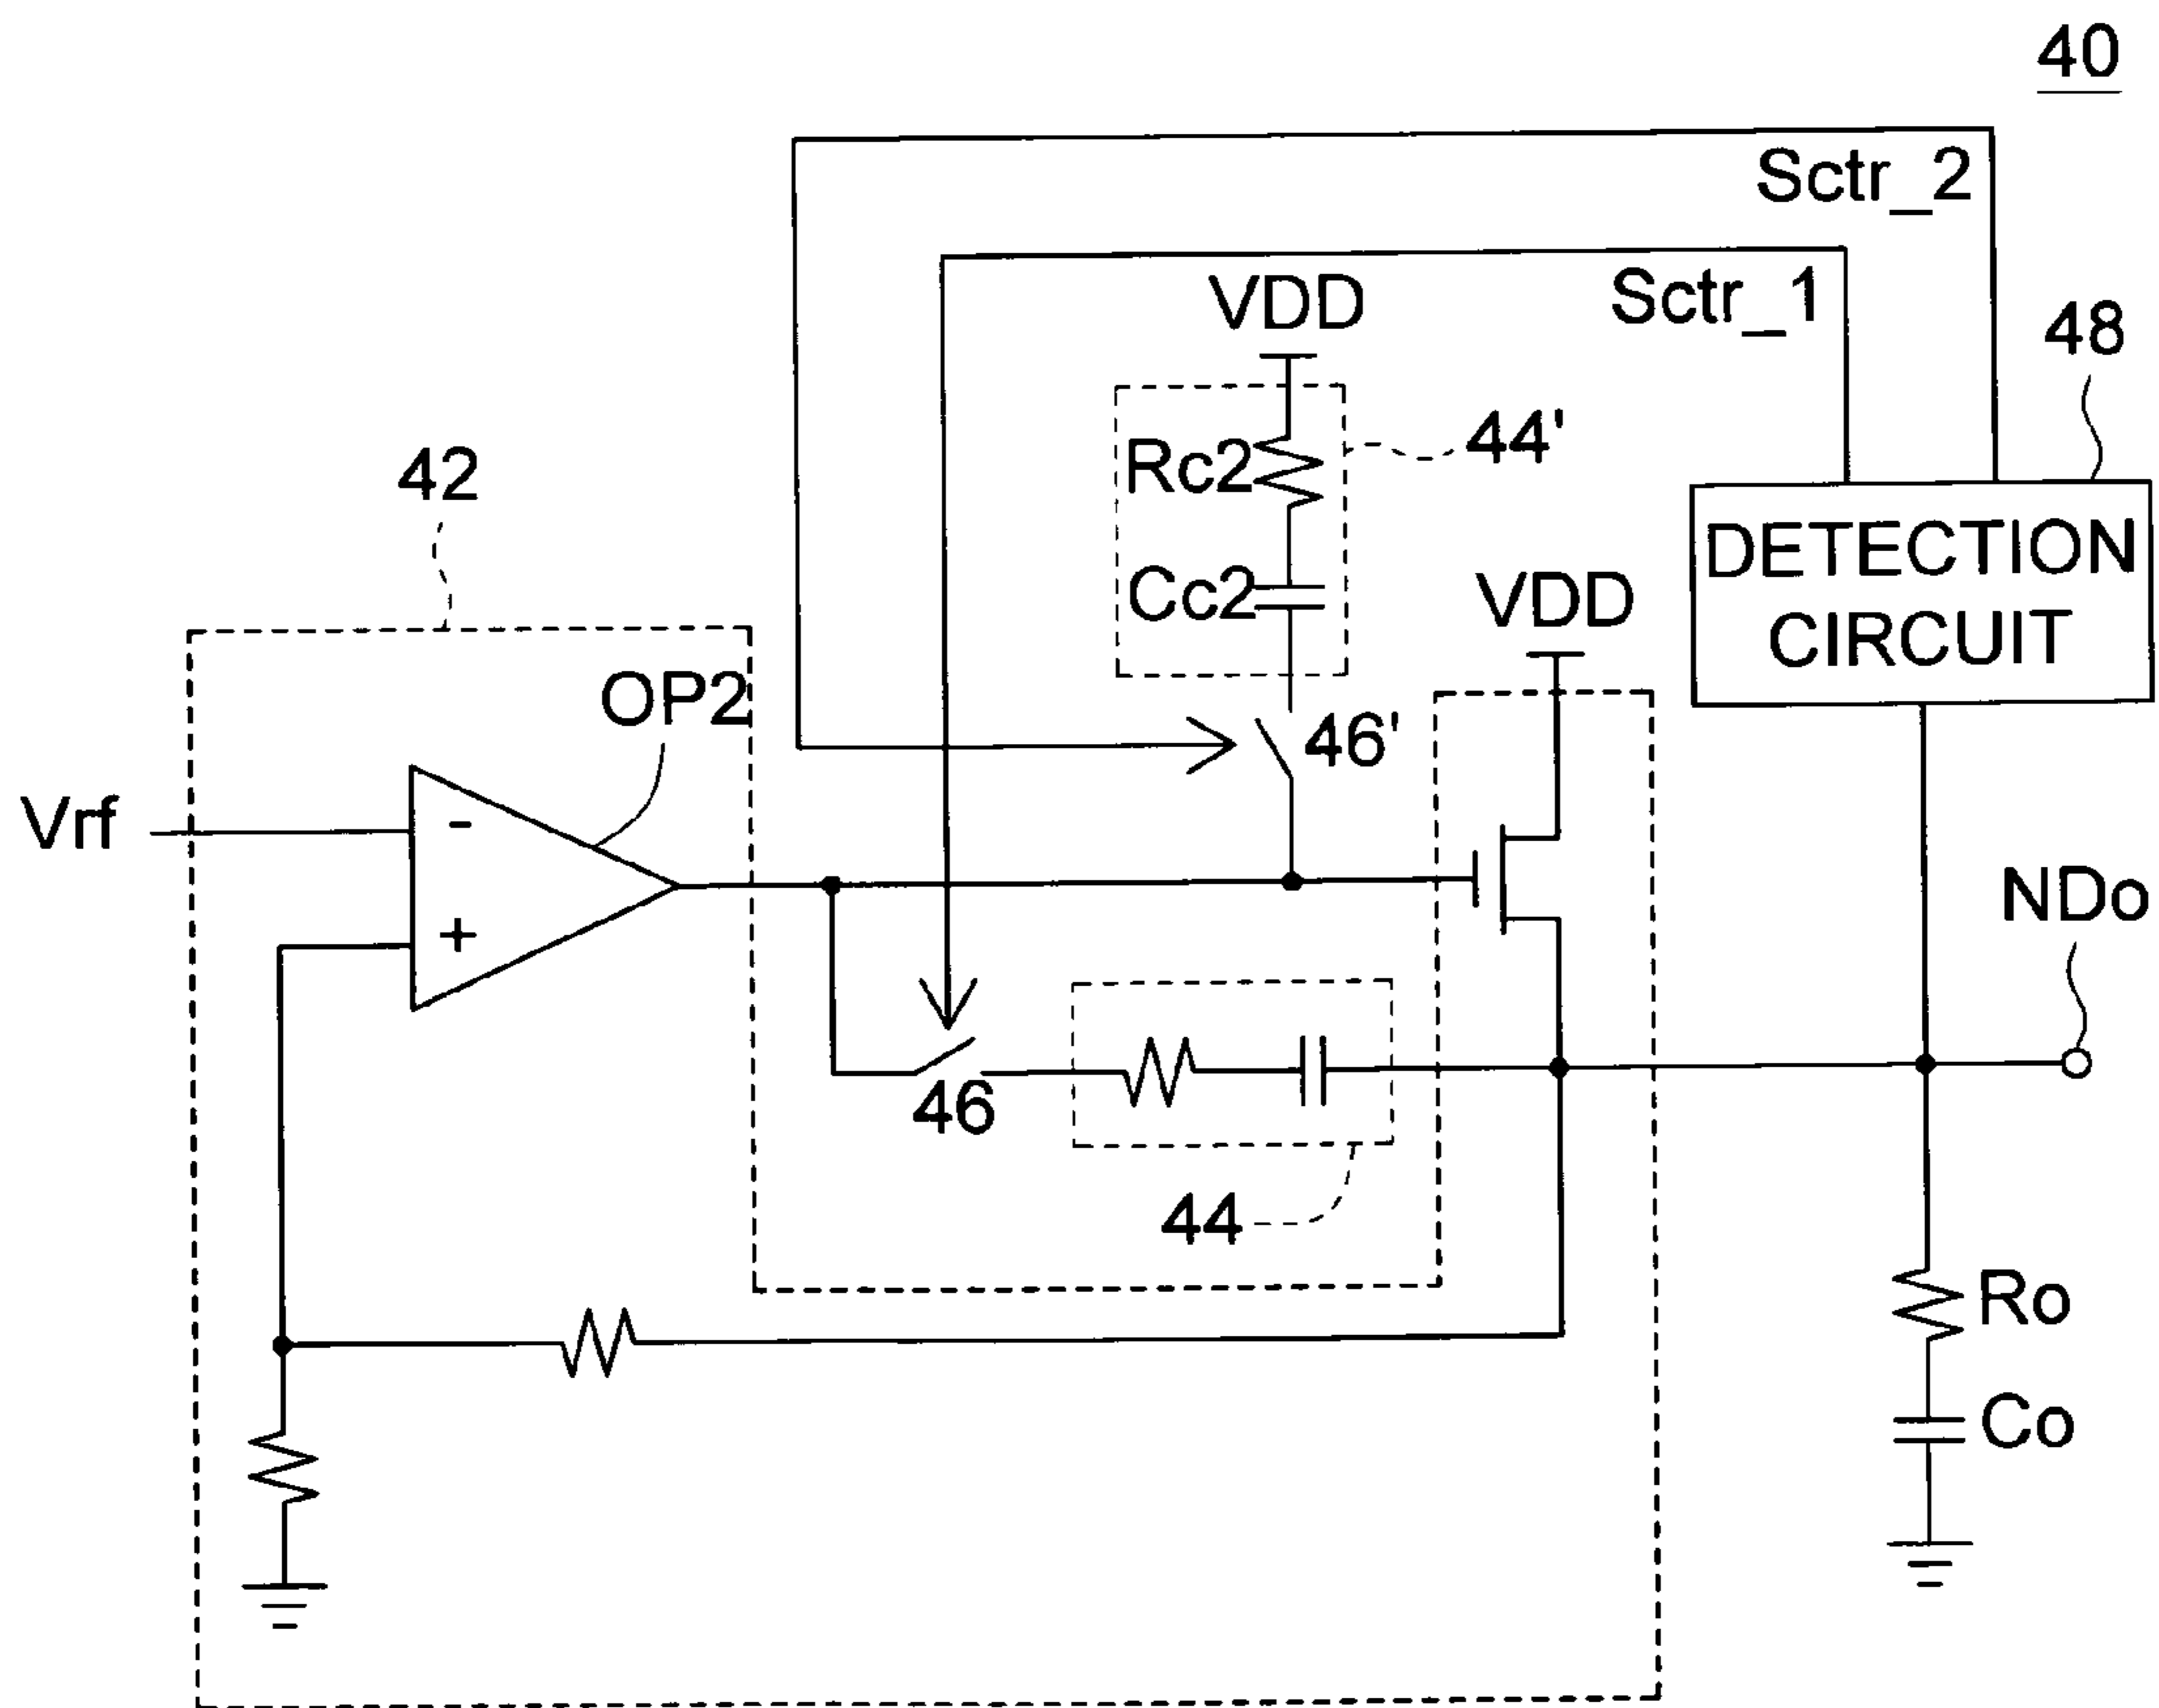 40
Sctr_2
Sctr_1
VDD
48
44'
Rc2
42
DETECTION
CIRCUIT
Cc2
VDD
OP2
46'
Vrf
-
NDo
+
46
44
Ro
Co